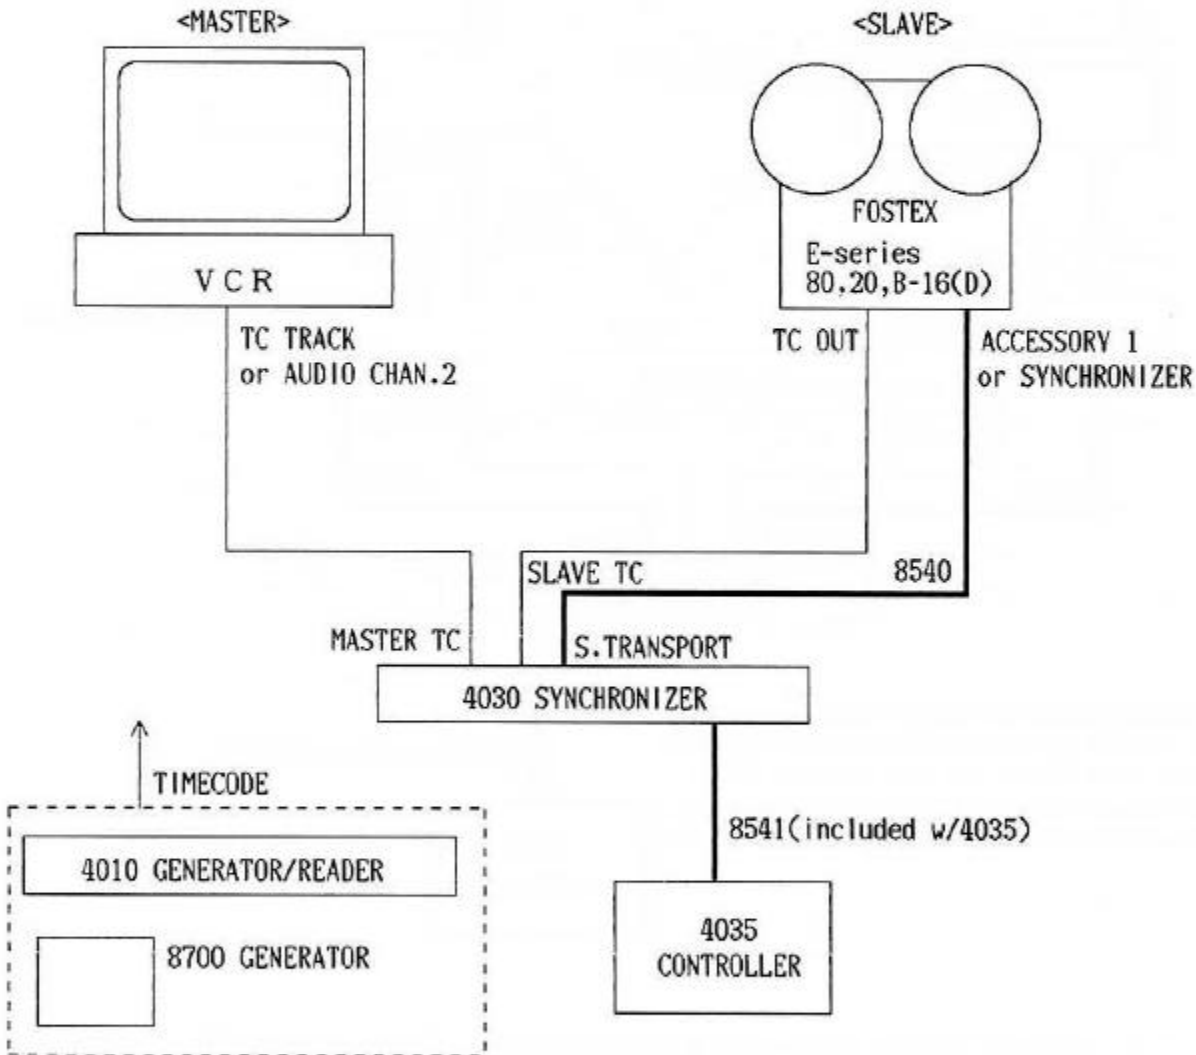 <MASTER>
<SLAVE>
VCR
FOSTEX
E-series
80,20,B-16(D)
TC TRACK
or AUDIO CHAN.2
TC OUT
ACCESSORY 1
or SYNCHRONIZER
SLAVE TC
8540
MASTER TC
S.TRANSPORT
4030 SYNCHRONIZER
TIMECODE
4010 GENERATOR/READER
8700 GENERATOR
8541(included w/4035)
4035
CONTROLLER